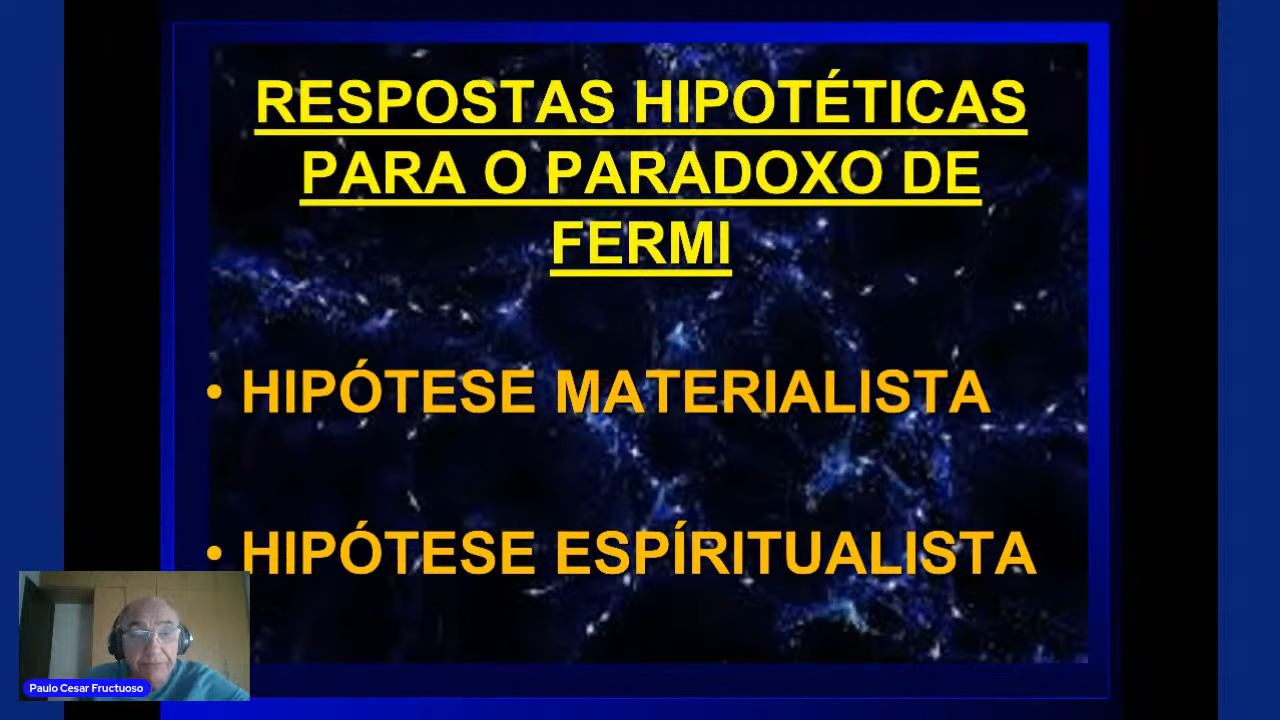 RESPOSTAS HIPOTÉTICAS
PARA O PARADOXO DE
FERMI
• HIPÓTESE MATERIALISTA
• HIPÓTESE ESPÍRITUALISTA
Paulo Cesar Fructuoso